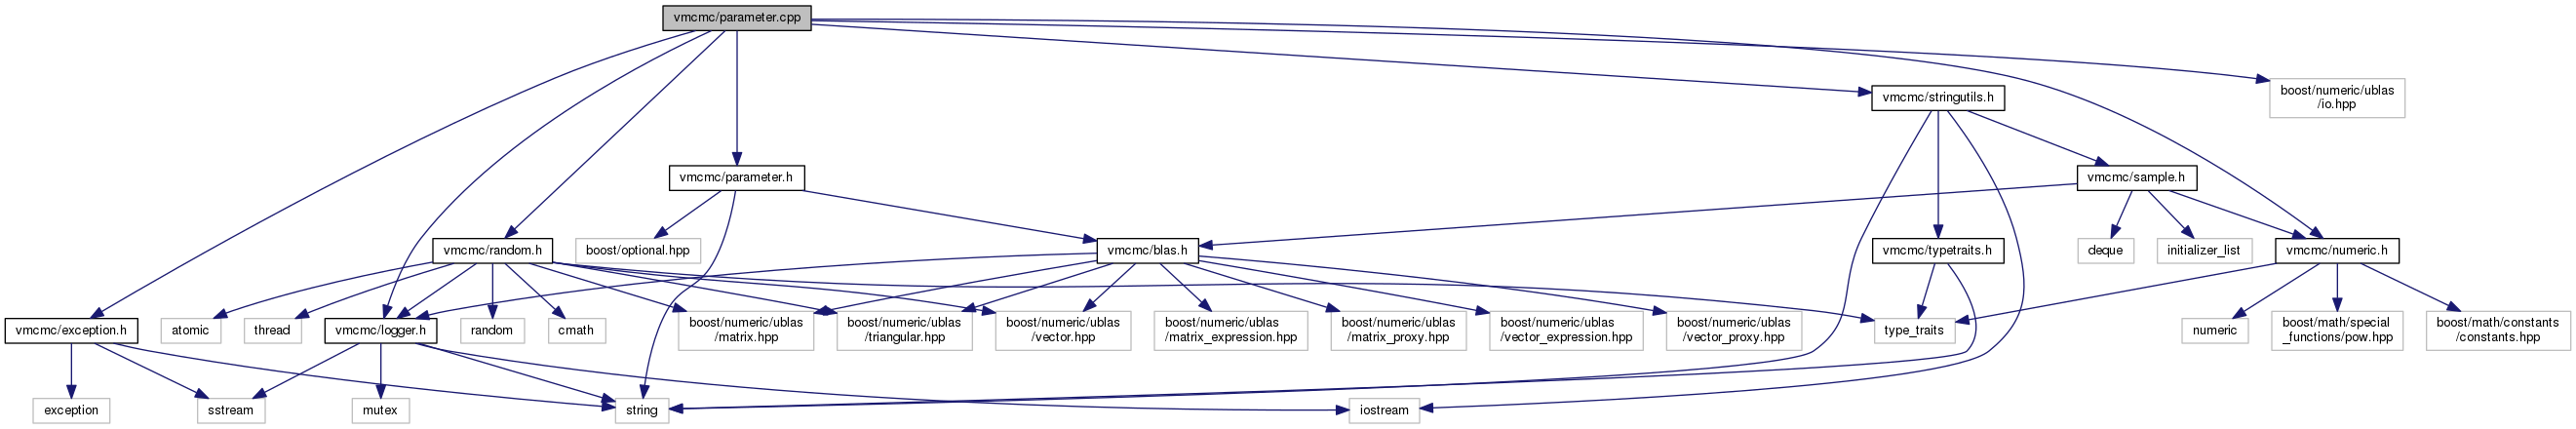 vmcmc/parameter.cpp
boost/numeric/ublas
/io.hpp
vmcmc/stringutils.h
vmcmc/parameter.h
vmcmc/sample.h
vmcmc/random.h
boost/optional.hpp
vmcmc/blas.h
vmcmc/typetraits.h
deque
initializer_list
vmcmc/numeric.h
vmcmc/exception.h
atomic
thread
vmcmc/logger.h
random
cmath
boost/numeric/ublas
/matrix.hpp
boost/numeric/ublas
/triangular.hpp
boost/numeric/ublas
/vector.hpp
boost/numeric/ublas
/matrix_expression.hpp
boost/numeric/ublas
/matrix_proxy.hpp
boost/numeric/ublas
/vector_expression.hpp
boost/numeric/ublas
/vector_proxy.hpp
type_traits
numeric
boost/math/special
_functions/pow.hpp
boost/math/constants
/constants.hpp
exception
sstream
mutex
string
iostream